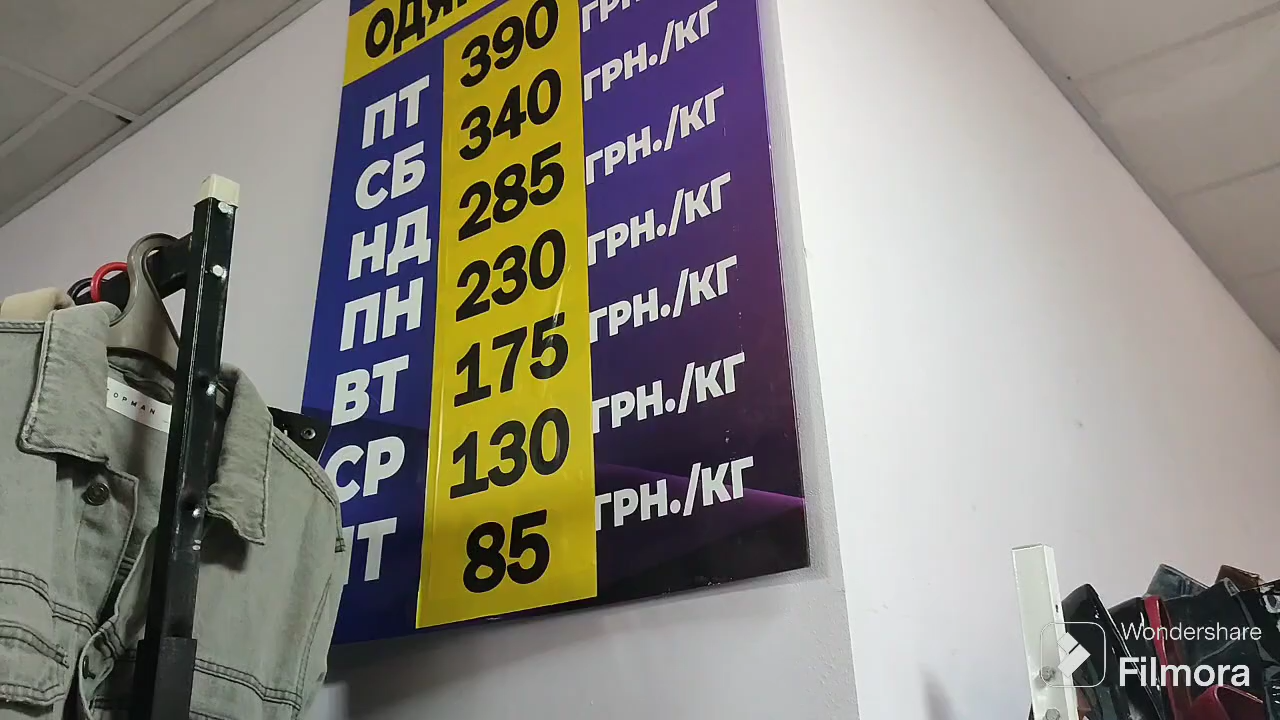 ОДЯ
ПТ 390 ГРН
СБ 340 ГРН./КГ
НД 285 ГРН./КГ
ПН 230 ГРН./КГ
ВТ 175 ГРН./КГ
СР 130 ГРН./КГ
Т 85 ГРН./КГ
Wondershare
Filmora